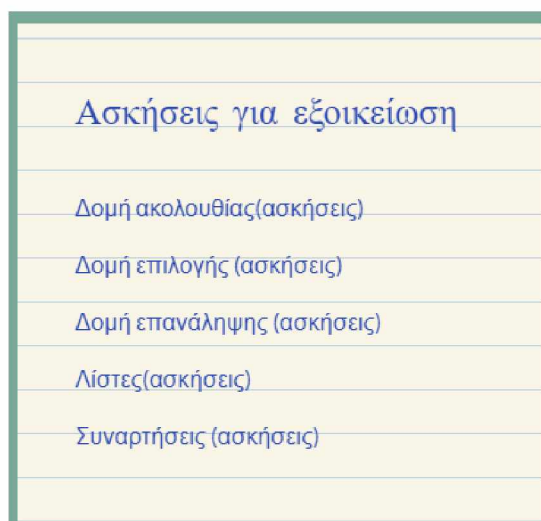 Ασκήσεις για εξοικείωση
Δομή ακολουθίας(ασκήσεις)
Δομή επιλογής (ασκήσεις)
Δομή επανάληψης (ασκήσεις)
Λίστες(ασκήσεις)
Συναρτήσεις (ασκήσεις)